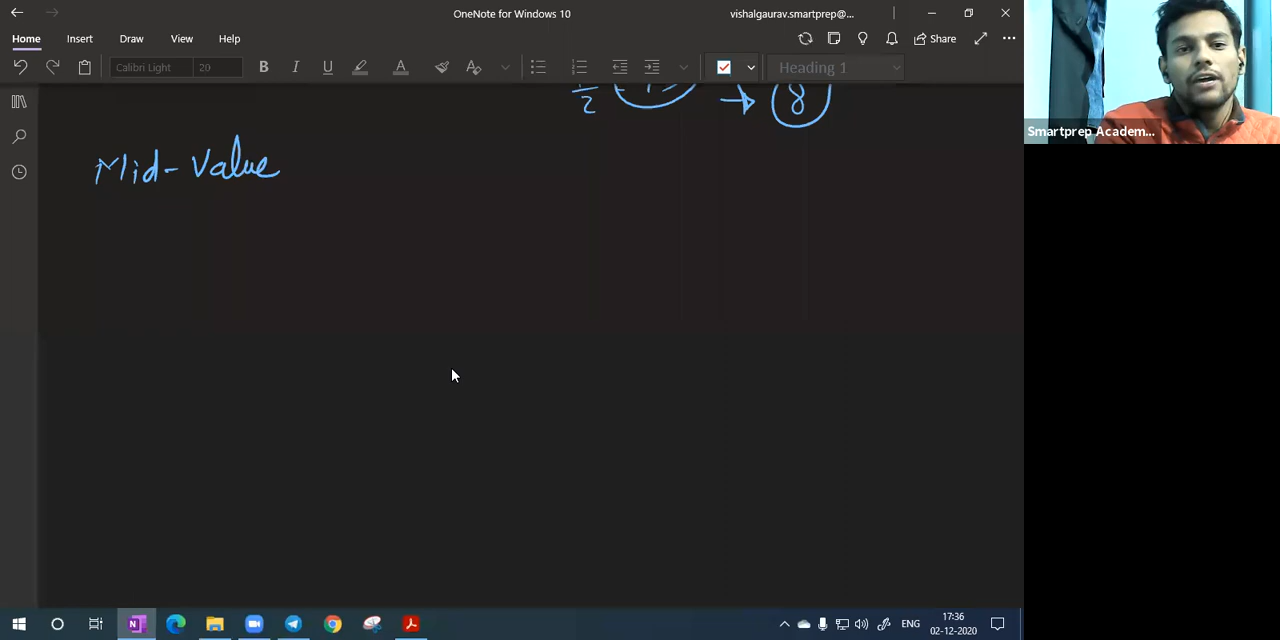 OneNote for Windows 10
vishalgaurav.smartprep@...
Home Insert Draw View Help
Share
Calibri Light 20 B I U A Heading 1
2 8
Mid-Value
Smartprep Academ...
ENG
17:36
02-12-2020